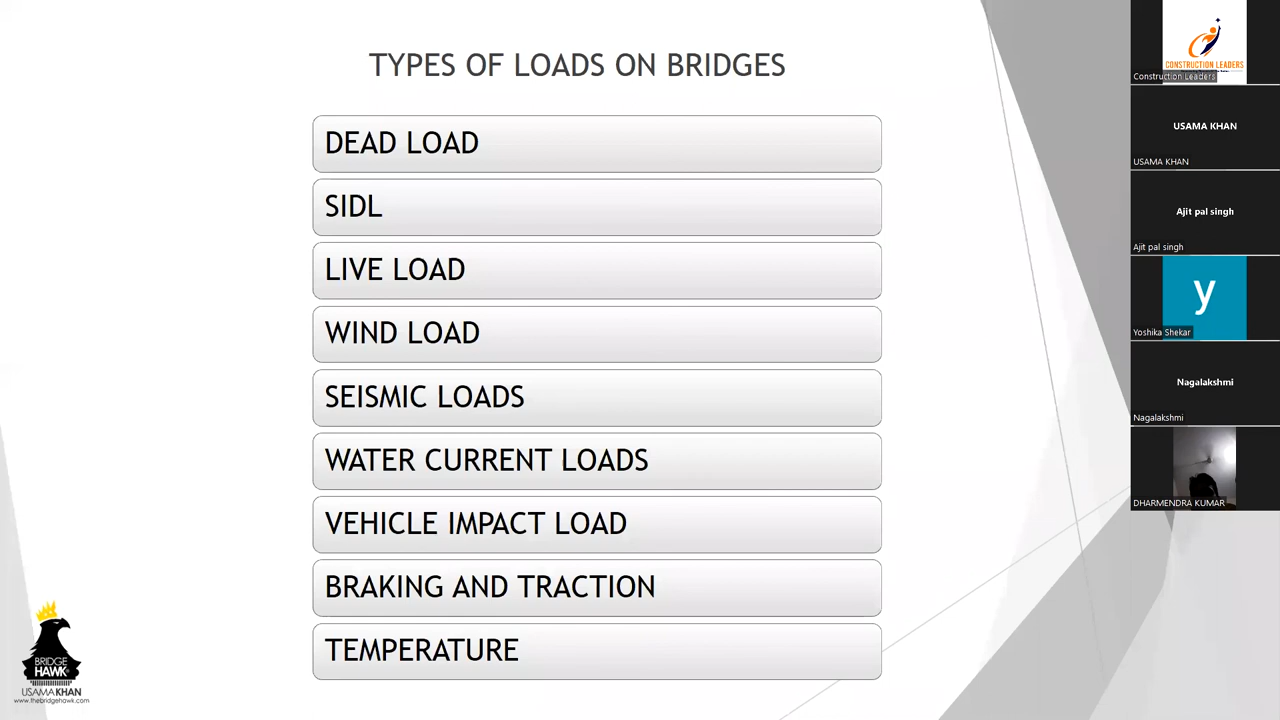 TYPES OF LOADS ON BRIDGES
DEAD LOAD
SIDL
LIVE LOAD
WIND LOAD
SEISMIC LOADS
WATER CURRENT LOADS
VEHICLE IMPACT LOAD
BRAKING AND TRACTION
TEMPERATURE
BRIDGE
HAWK
USAMA KHAN
www.thebridgehawk.com
CONSTRUCTION LEADERS
Construction Leaders
USAMA KHAN
USAMA KHAN
Ajit pal singh
Ajit pal singh
y
Yoshika Shekar
Nagalakshmi
Nagalakshmi
DHARMENDRA KUMAR